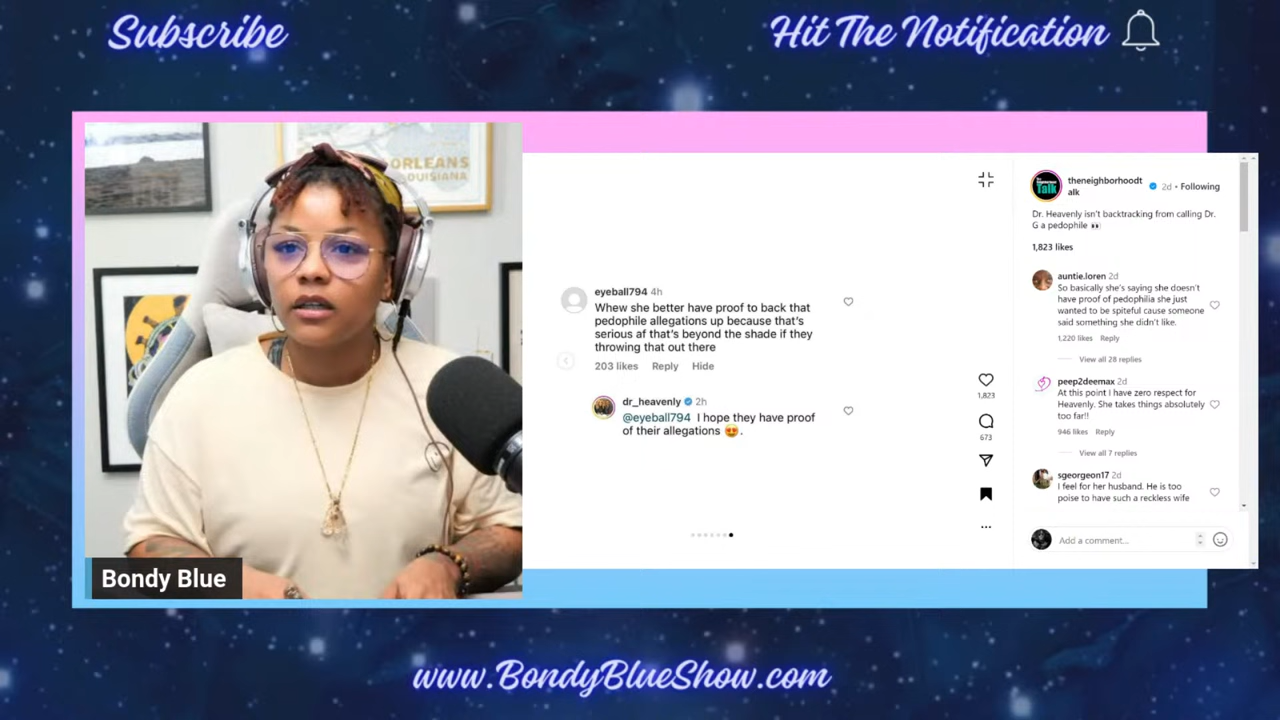 Subscribe
Hit The Notification
ORLEANS
LOUISIANA
Bondy Blue
eyeball794 4h
Whew she better have proof to back that
pedophile allegations up because that's
serious af that's beyond the shade if they
throwing that out there
203 likes Reply Hide
dr_heavenly 2h
@eyeball794 I hope they have proof
of their allegations 😍.
1,823
673
theneighborhoodt
alk 2d • Following
Talk
Dr. Heavenly isn't backtracking from calling Dr.
G a pedophile 👀
1,823 likes
auntie.loren 2d
So basically she's saying she doesn't
have proof of pedophilia she just
wanted to be spiteful cause someone
said something she didn't like.
1,220 likes Reply
View all 28 replies
peep2deemax 2d
At this point I have zero respect for
Heavenly. She takes things absolutely
too far!!
946 likes Reply
View all 7 replies
sgeorgeon17 2d
I feel for her husband. He is too
poise to have such a reckless wife
Add a comment...
www.BondyBlueShow.com